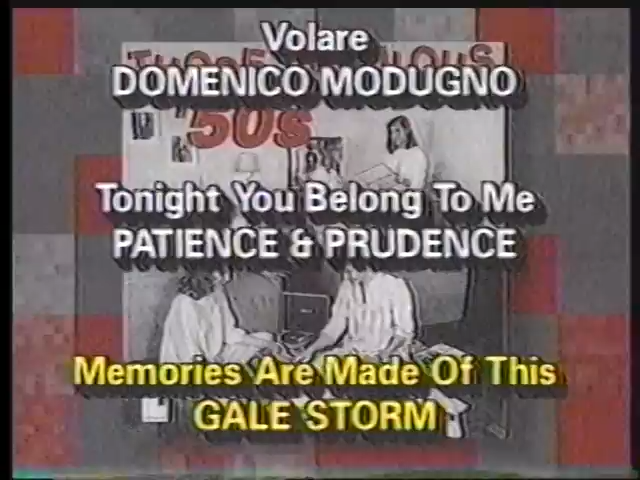 Volare
DOMENICO MODUGNO
'50s
Tonight You Belong To Me
PATIENCE & PRUDENCE
Memories Are Made Of This
GALE STORM